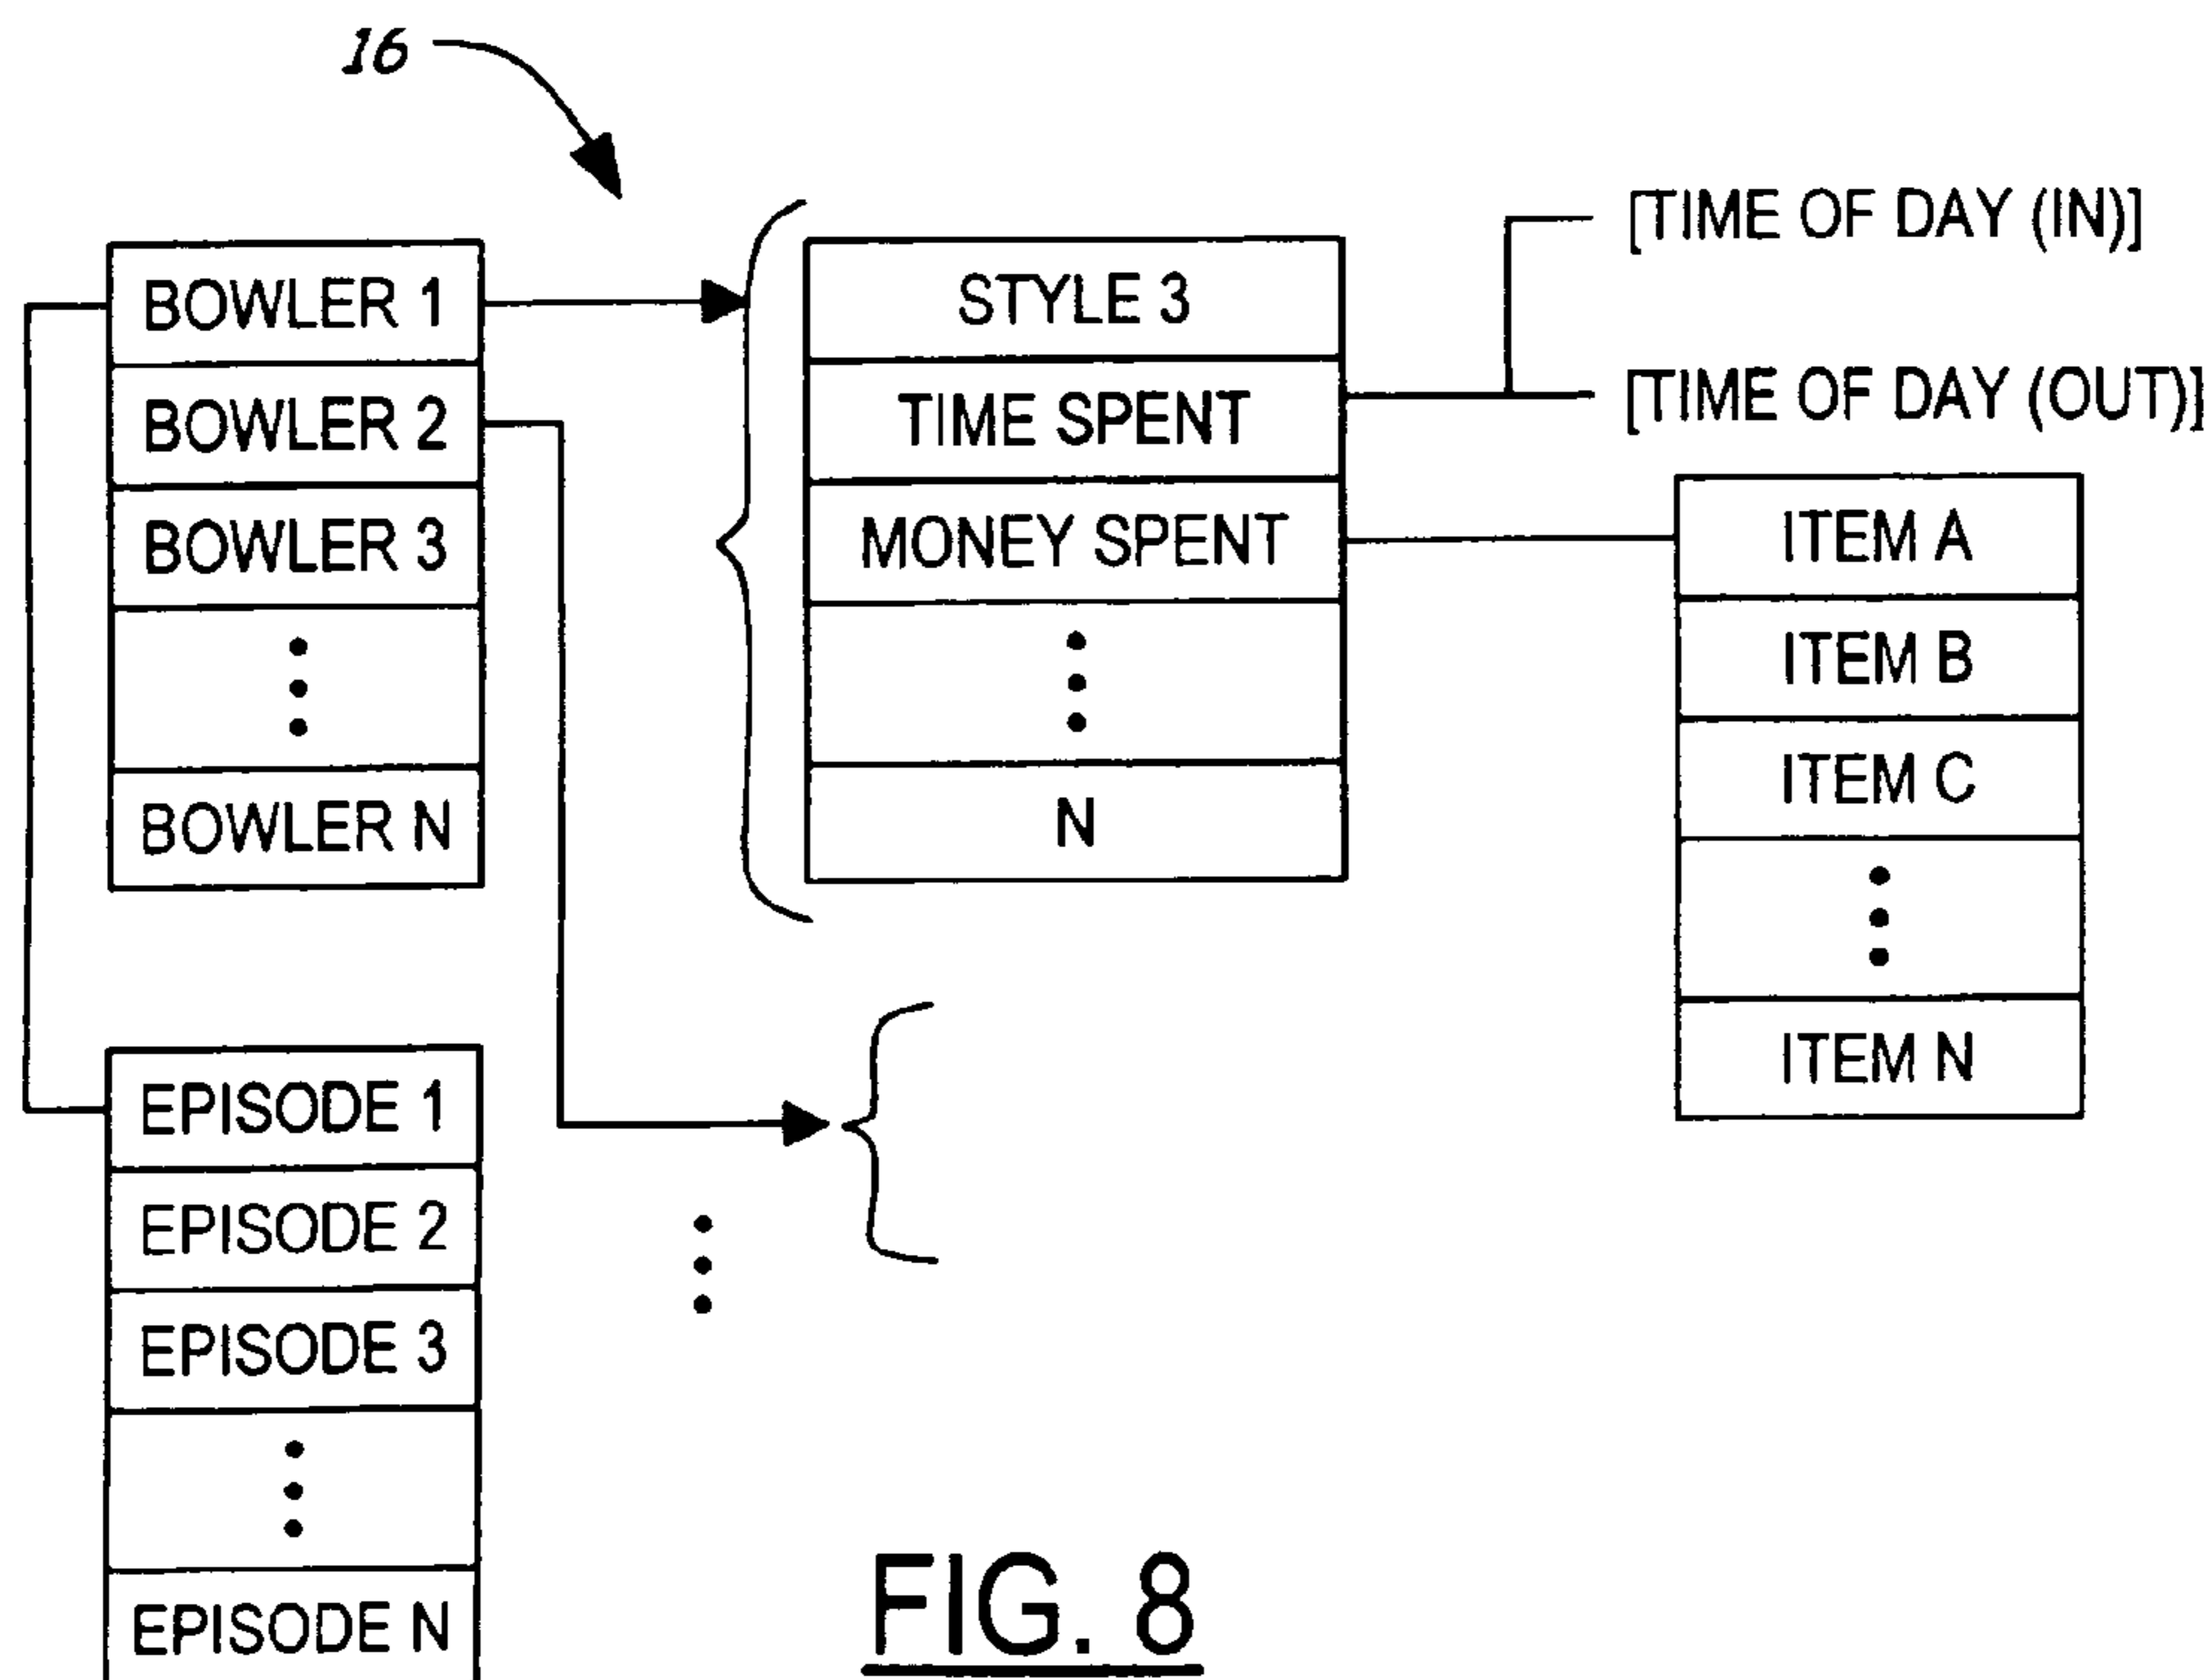 16
BOWLER 1
BOWLER 2
BOWLER 3
BOWLER N
STYLE 3
TIME SPENT
MONEY SPENT
N
[TIME OF DAY (IN)]
[TIME OF DAY (OUT)]
ITEM A
ITEM B
ITEM C
ITEM N
EPISODE 1
EPISODE 2
EPISODE 3
EPISODE N
FIG. 8